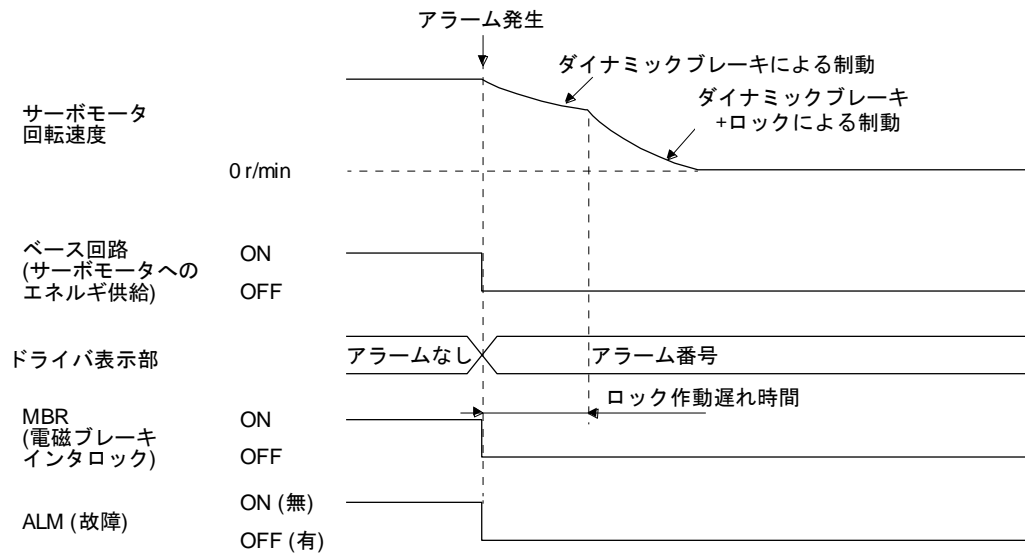 アラーム発生
ダイナミックブレーキによる制動
サーボモータ
回転速度
ダイナミックブレーキ
+ロックによる制動
0 r/min
ベース回路
(サーボモータへの
エネルギ供給)
ON
OFF
ドライバ表示部
アラームなし
アラーム番号
ロック作動遅れ時間
MBR
(電磁ブレーキ
インタロック)
ON
OFF
ALM (故障)
ON (無)
OFF (有)